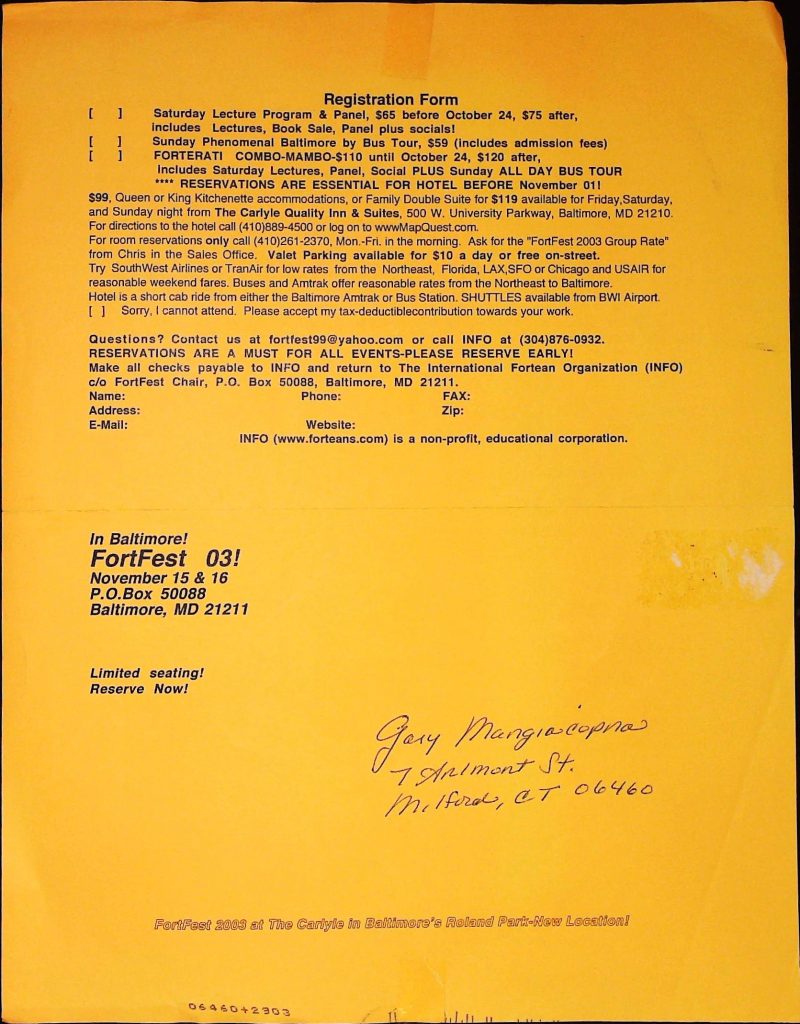 Registration Form
[ ] Saturday Lecture Program & Panel, $65 before October 24, $75 after,
includes Lectures, Book Sale, Panel plus socials!
[ ] Sunday Phenomenal Baltimore by Bus Tour, $59 (includes admission fees)
[ ] FORTERATI COMBO-MAMBO-$110 until October 24, $120 after,
Includes Saturday Lectures, Panel, Social PLUS Sunday ALL DAY BUS TOUR
**** RESERVATIONS ARE ESSENTIAL FOR HOTEL BEFORE November 01!
$99, Queen or King Kitchenette accommodations, or Family Double Suite for $119 available for Friday,Saturday,
and Sunday night from The Carlyle Quality Inn & Suites, 500 W. University Parkway, Baltimore, MD 21210.
For directions to the hotel call (410)889-4500 or log on to wwwMapQuest.com.
For room reservations only call (410)261-2370, Mon.-Fri. in the morning. Ask for the "FortFest 2003 Group Rate"
from Chris in the Sales Office. Valet Parking available for $10 a day or free on-street.
Try SouthWest Airlines or TranAir for low rates from the Northeast, Florida, LAX,SFO or Chicago and USAIR for
reasonable weekend fares. Buses and Amtrak offer reasonable rates from the Northeast to Baltimore.
Hotel is a short cab ride from either the Baltimore Amtrak or Bus Station. SHUTTLES available from BWI Airport.
[ ] Sorry, I cannot attend. Please accept my tax-deductiblecontribution towards your work.
Questions? Contact us at fortfest99@yahoo.com or call INFO at (304)876-0932.
RESERVATIONS ARE A MUST FOR ALL EVENTS-PLEASE RESERVE EARLY!
Make all checks payable to INFO and return to The International Fortean Organization (INFO)
c/o FortFest Chair, P.O. Box 50088, Baltimore, MD 21211.
Name: Phone: FAX:
Address: Zip:
E-Mail: Website:
INFO (www.forteans.com) is a non-profit, educational corporation.
In Baltimore!
FortFest 03!
November 15 & 16
P.O.Box 50088
Baltimore, MD 21211
Limited seating!
Reserve Now!
Gary Mangiacopra
7 Arlmont St.
Milford, CT 06460
FortFest 2003 at The Carlyle in Baltimore's Roland Park-New Location!
06460+2303